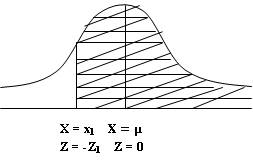 X = x₁ X = μ
Z = -Z₁ Z = 0